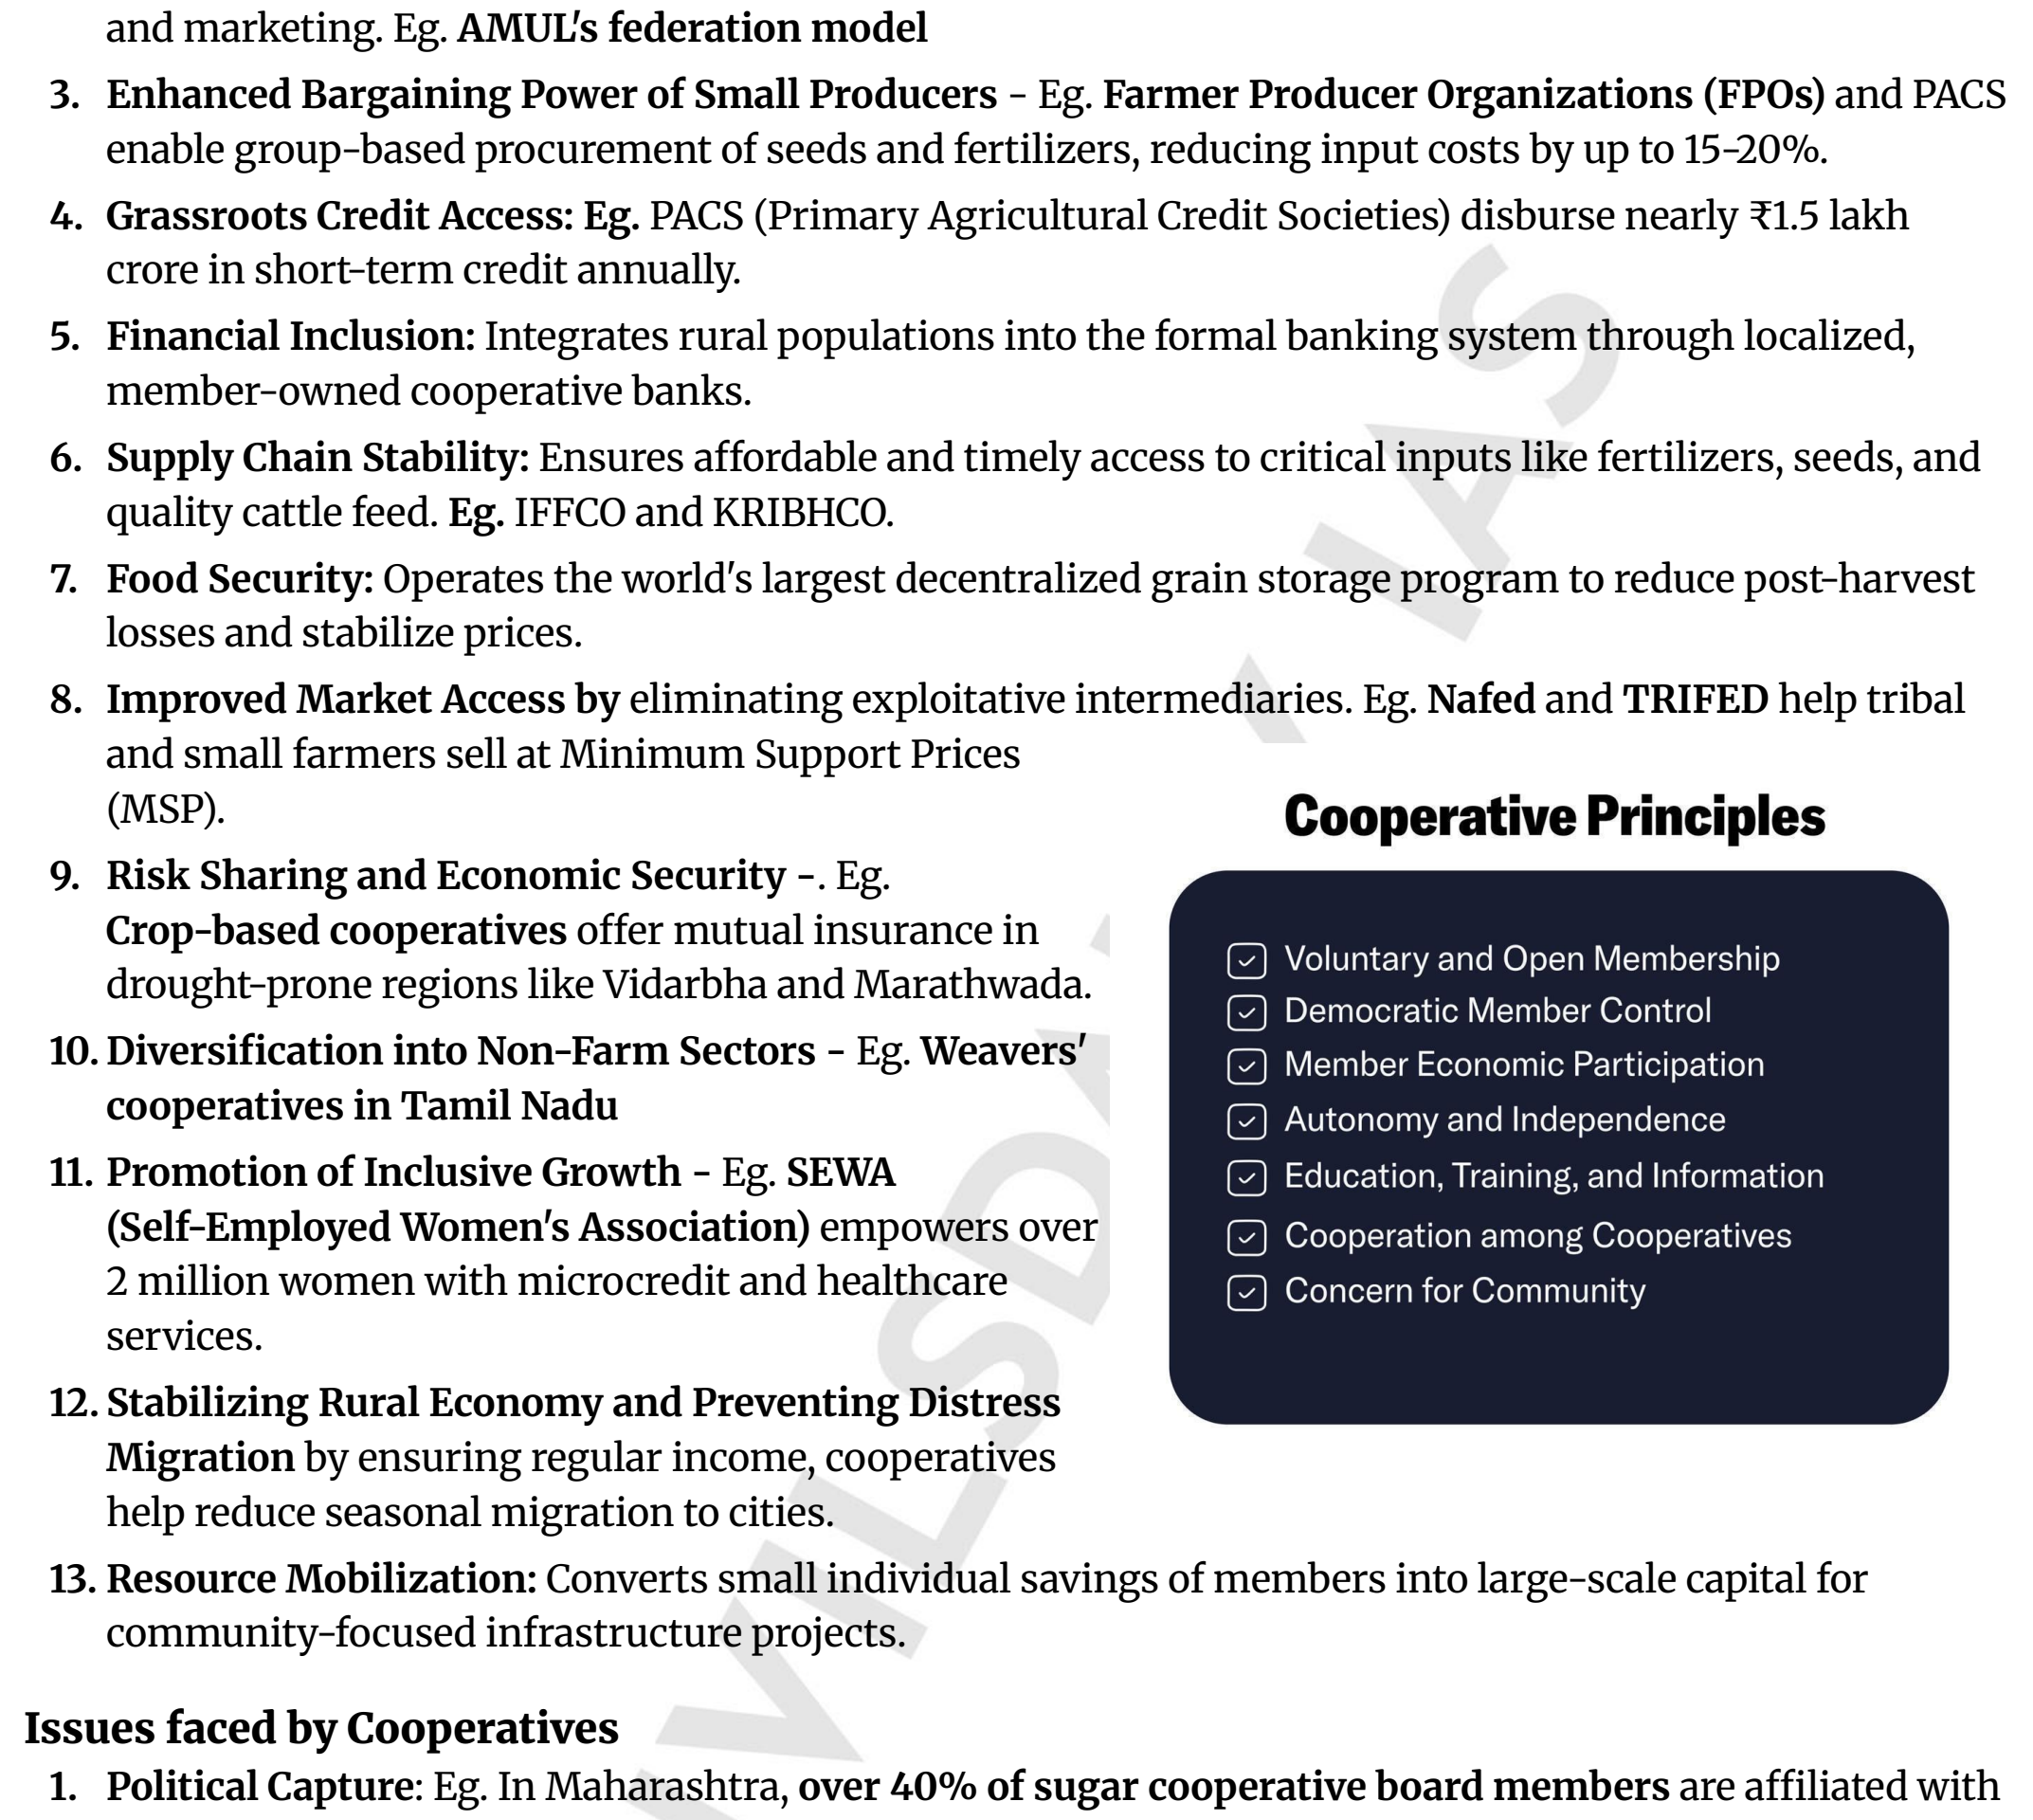 and marketing. Eg. AMUL's federation model
3. Enhanced Bargaining Power of Small Producers - Eg. Farmer Producer Organizations (FPOs) and PACS
enable group-based procurement of seeds and fertilizers, reducing input costs by up to 15-20%.
4. Grassroots Credit Access: Eg. PACS (Primary Agricultural Credit Societies) disburse nearly ₹1.5 lakh
crore in short-term credit annually.
5. Financial Inclusion: Integrates rural populations into the formal banking system through localized,
member-owned cooperative banks.
6. Supply Chain Stability: Ensures affordable and timely access to critical inputs like fertilizers, seeds, and
quality cattle feed. Eg. IFFCO and KRIBHCO.
7. Food Security: Operates the world's largest decentralized grain storage program to reduce post-harvest
losses and stabilize prices.
8. Improved Market Access by eliminating exploitative intermediaries. Eg. Nafed and TRIFED help tribal
and small farmers sell at Minimum Support Prices
(MSP).
9. Risk Sharing and Economic Security -. Eg.
Crop-based cooperatives offer mutual insurance in
drought-prone regions like Vidarbha and Marathwada.
10. Diversification into Non-Farm Sectors - Eg. Weavers'
cooperatives in Tamil Nadu
11. Promotion of Inclusive Growth - Eg. SEWA
(Self-Employed Women's Association) empowers over
2 million women with microcredit and healthcare
services.
12. Stabilizing Rural Economy and Preventing Distress
Migration by ensuring regular income, cooperatives
help reduce seasonal migration to cities.
Cooperative Principles
Voluntary and Open Membership
Democratic Member Control
Member Economic Participation
Autonomy and Independence
Education, Training, and Information
Cooperation among Cooperatives
Concern for Community
13. Resource Mobilization: Converts small individual savings of members into large-scale capital for
community-focused infrastructure projects.
Issues faced by Cooperatives
1. Political Capture: Eg. In Maharashtra, over 40% of sugar cooperative board members are affiliated with
IAS